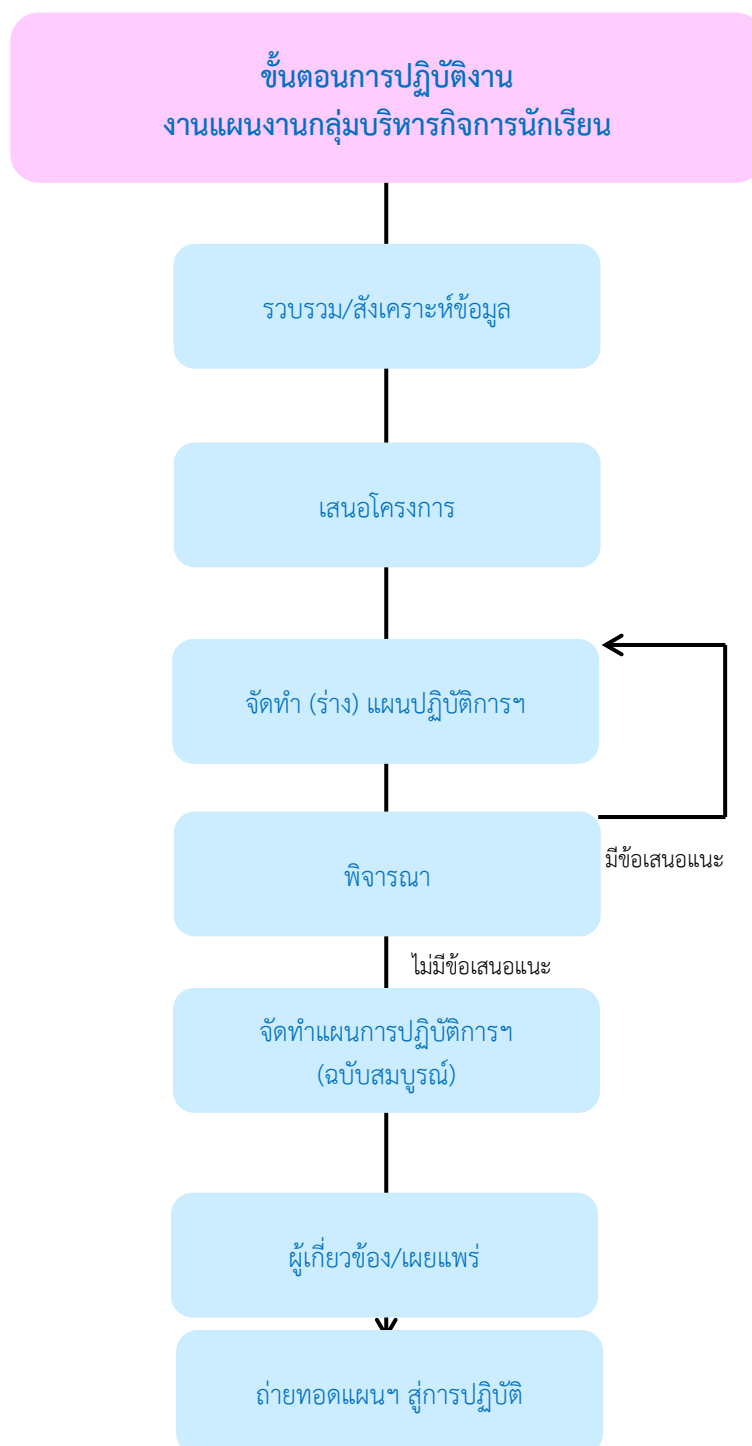 ขั้นตอนการปฏิบัติงาน
งานแผนงานกลุ่มบริหารกิจการนักเรียน
รวบรวม/สังเคราะห์ข้อมูล
เสนอโครงการ
จัดทำ (ร่าง) แผนปฏิบัติการฯ
พิจารณา
มีข้อเสนอแนะ
ไม่มีข้อเสนอแนะ
จัดทำแผนการปฏิบัติการฯ
(ฉบับสมบูรณ์)
ผู้เกี่ยวข้อง/เผยแพร่
ถ่ายทอดแผนฯ สู่การปฏิบัติ